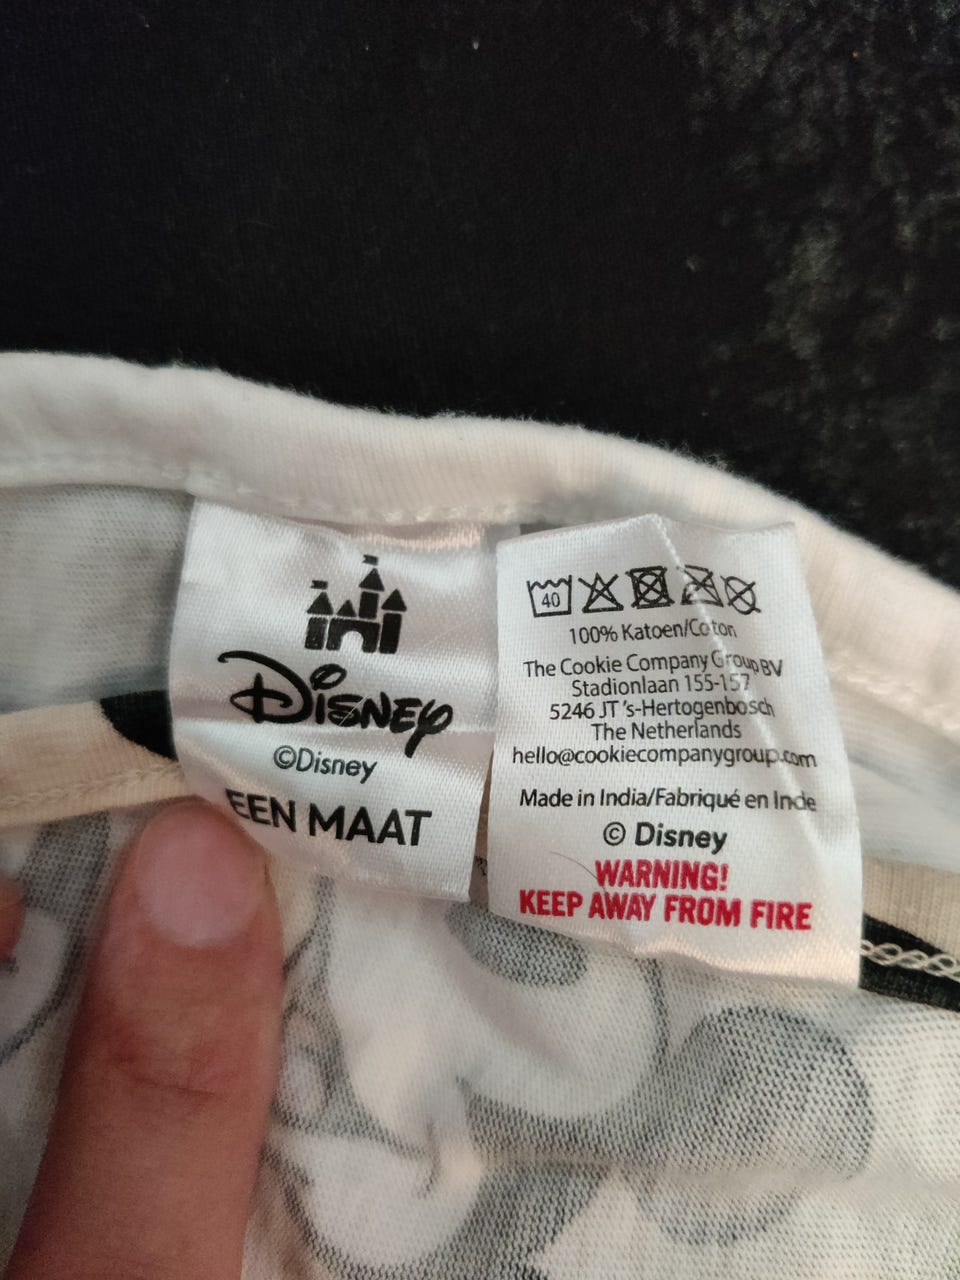 Disney
©Disney
EEN MAAT
40
100% Katoen/Cotton
The Cookie Company Group BV
Stadionlaan 155-157
5246 JT 's-Hertogenbosch
The Netherlands
hello@cookiecompanygroup.com
Made in India/Fabriqué en Inde
© Disney
WARNING!
KEEP AWAY FROM FIRE